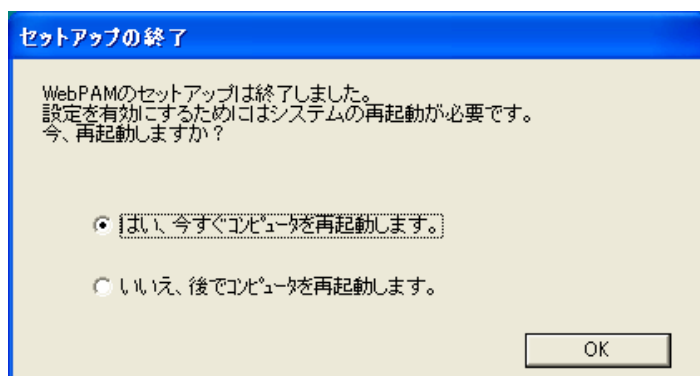 セットアップの終了
WebPAMのセットアップは終了しました。
設定を有効にするためにはシステムの再起動が必要です。
今、再起動しますか？
はい、今すぐｺﾝﾋﾟｭｰﾀを再起動します。
いいえ、後でｺﾝﾋﾟｭｰﾀを再起動します。
OK